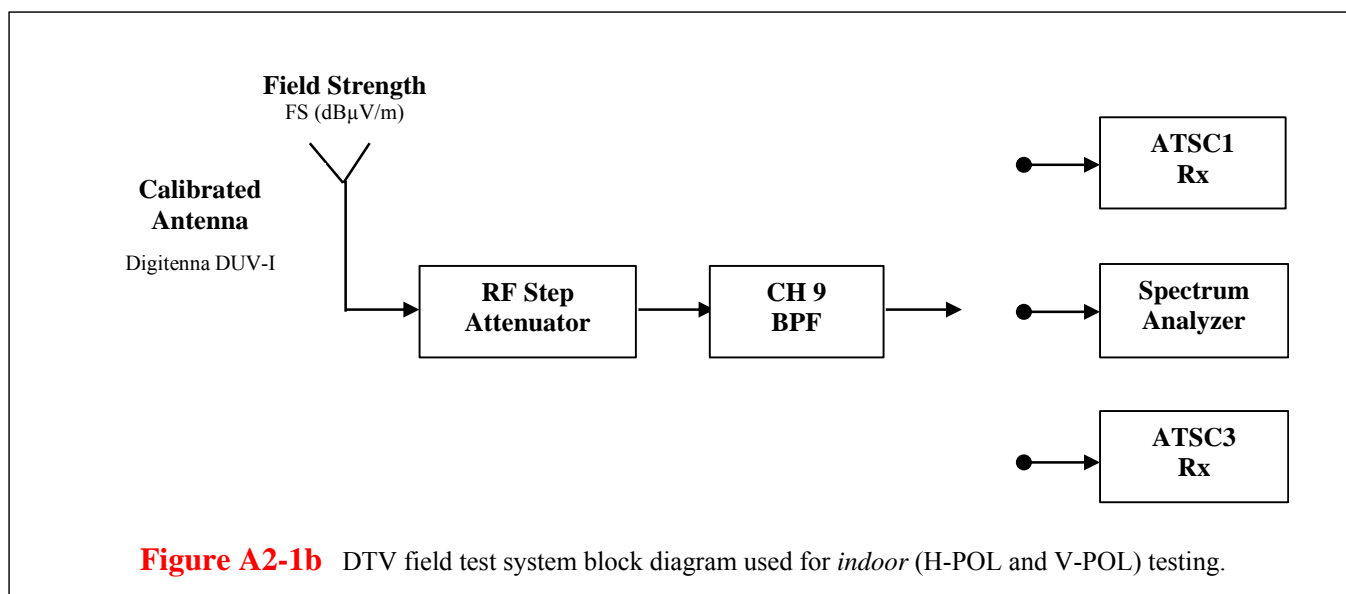 Field Strength
FS (dBµV/m)
Calibrated
Antenna
Digitenna DUV-I
RF Step
Attenuator
CH 9
BPF
ATSC1
Rx
Spectrum
Analyzer
ATSC3
Rx
Figure A2-1b DTV field test system block diagram used for indoor (H-POL and V-POL) testing.